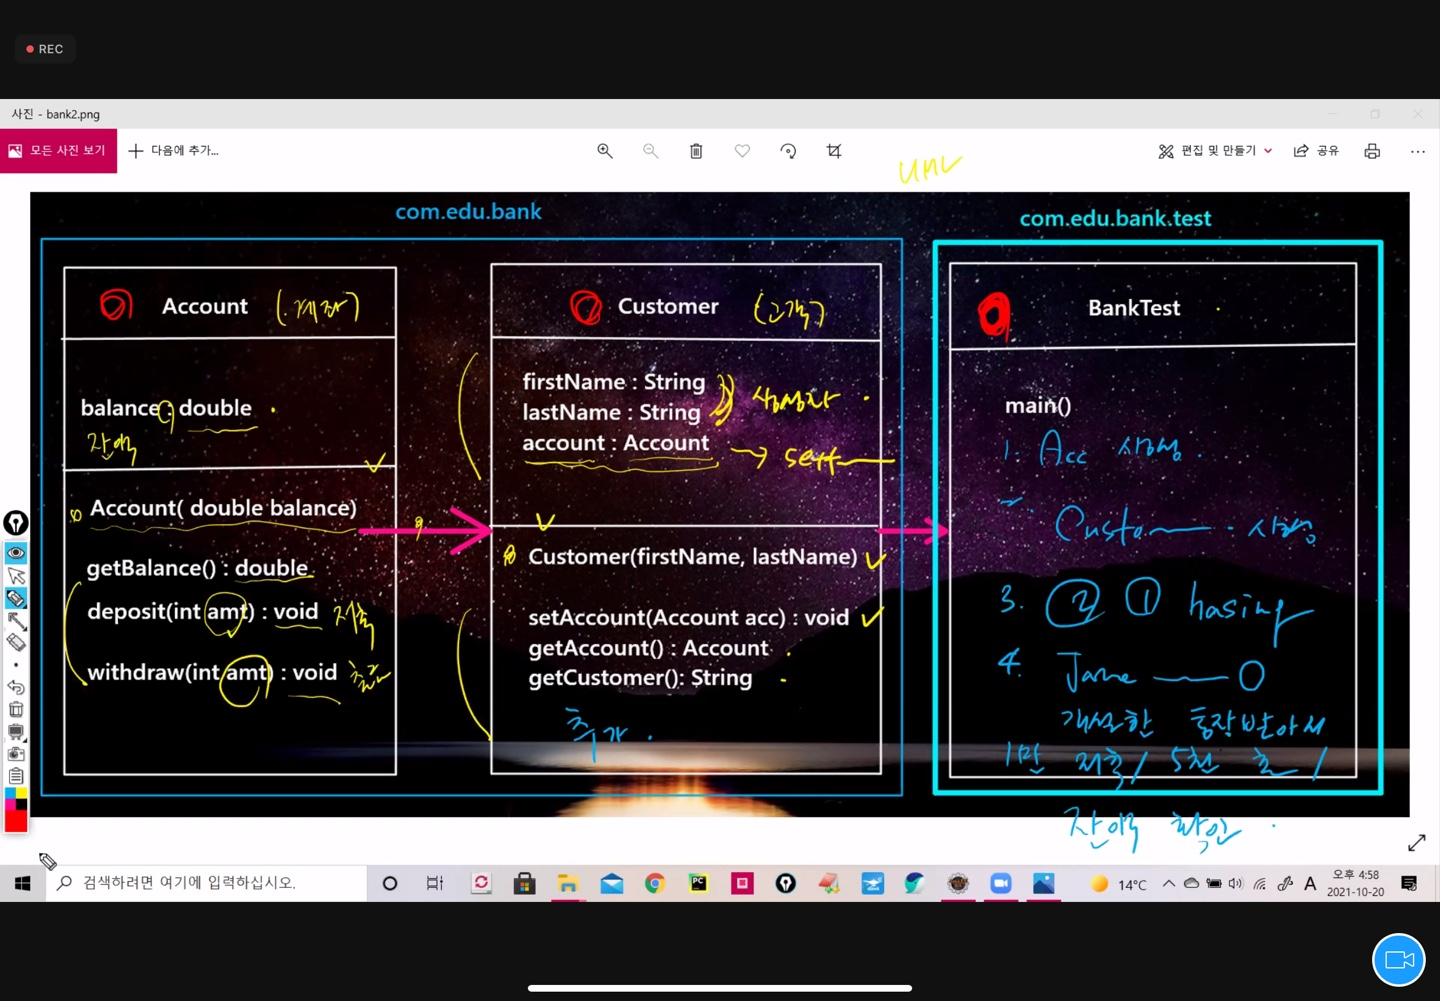 REC
사진 - bank2.png
모든 사진 보기
다음에 추가...
편집 및 만들기
공유
UML
com.edu.bank
com.edu.bank.test
Account (계좌)
balance : double
잔액
Account( double balance)
getBalance() : double
deposit(int amt) : void 저축
withdraw(int amt) : void 출금
Customer (고객)
firstName : String
lastName : String
생성자
account : Account
Customer(firstName, lastName)
setAccount(Account acc) : void
getAccount() : Account
getCustomer(): String
추가
BankTest
main()
1. Acc 생성
2. Custom 생성
3. ② ① hasing
4. Jame
개설한 통장받아서
1만 저축 / 5천 출 /
잔액 확인
검색하려면 여기에 입력하십시오.
PC
14°C
A
오후 4:58
2021-10-20